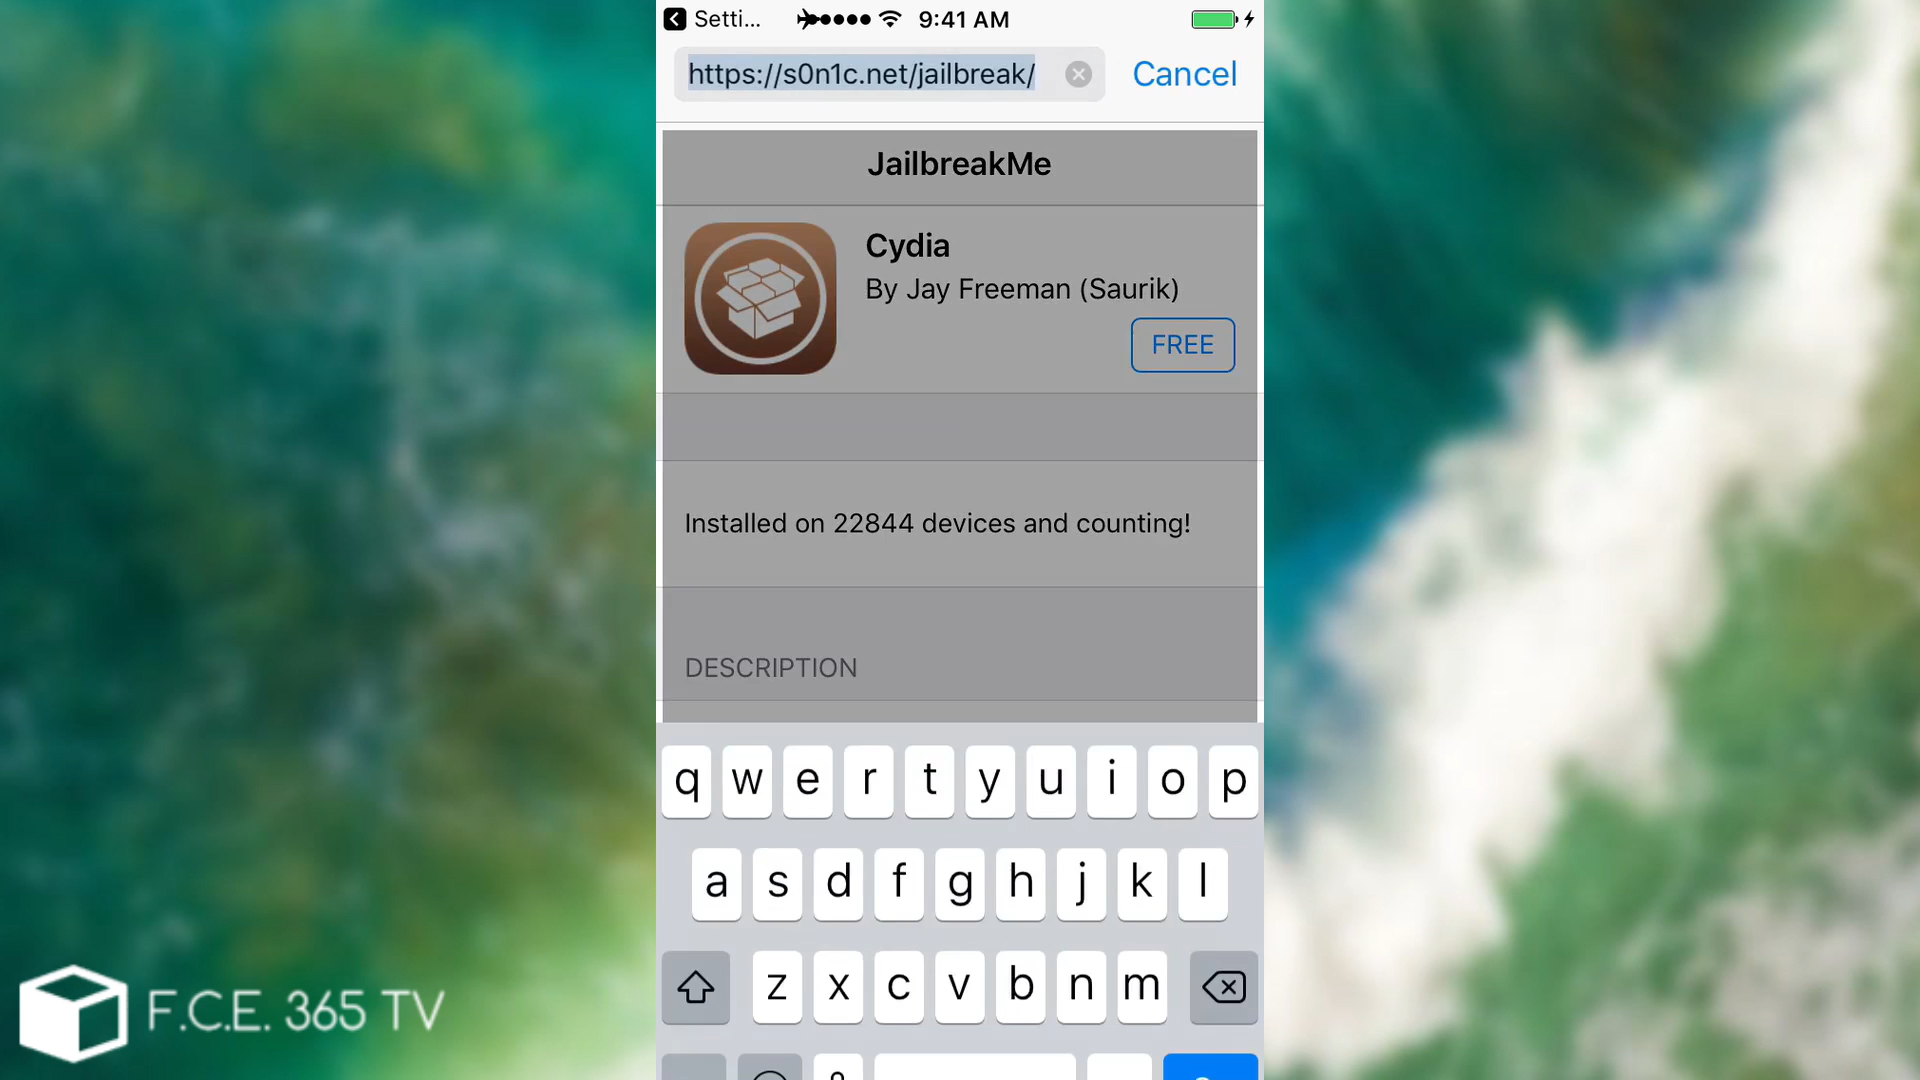 Setti... 9:41 AM
https://s0n1c.net/jailbreak/ Cancel
JailbreakMe
Cydia
By Jay Freeman (Saurik)
FREE
Installed on 22844 devices and counting!
DESCRIPTION
q w e r t y u i o p
a s d f g h j k l
z x c v b n m
F.C.E. 365 TV